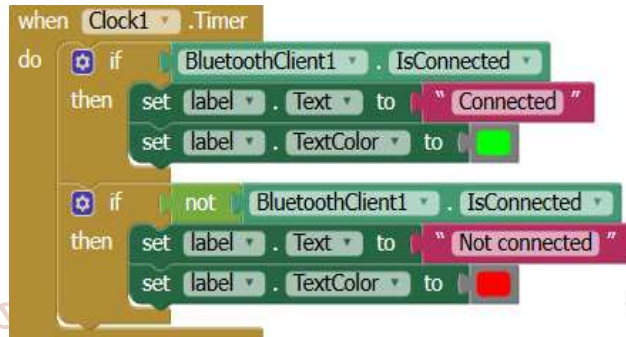 when Clock1 .Timer
do if BluetoothClient1 . IsConnected
then set label . Text to " Connected "
set label . TextColor to
if not BluetoothClient1 . IsConnected
then set label . Text to " Not connected "
set label . TextColor to